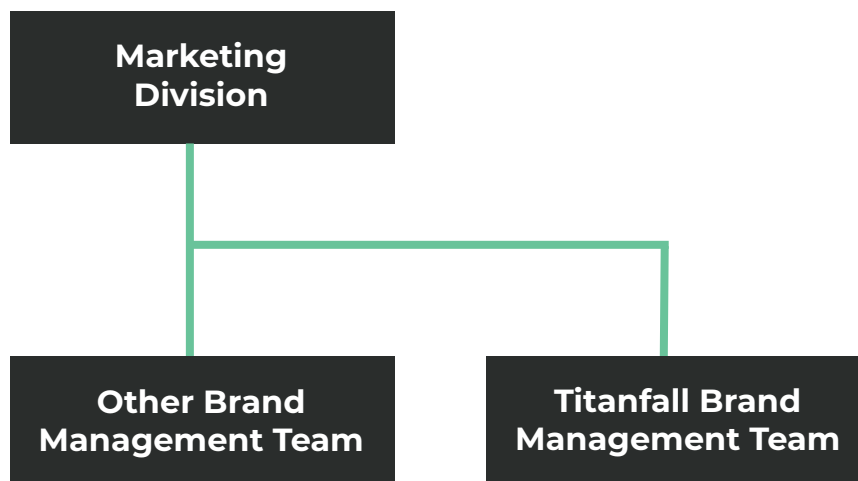 Marketing
Division
Other Brand
Management Team
Titanfall Brand
Management Team